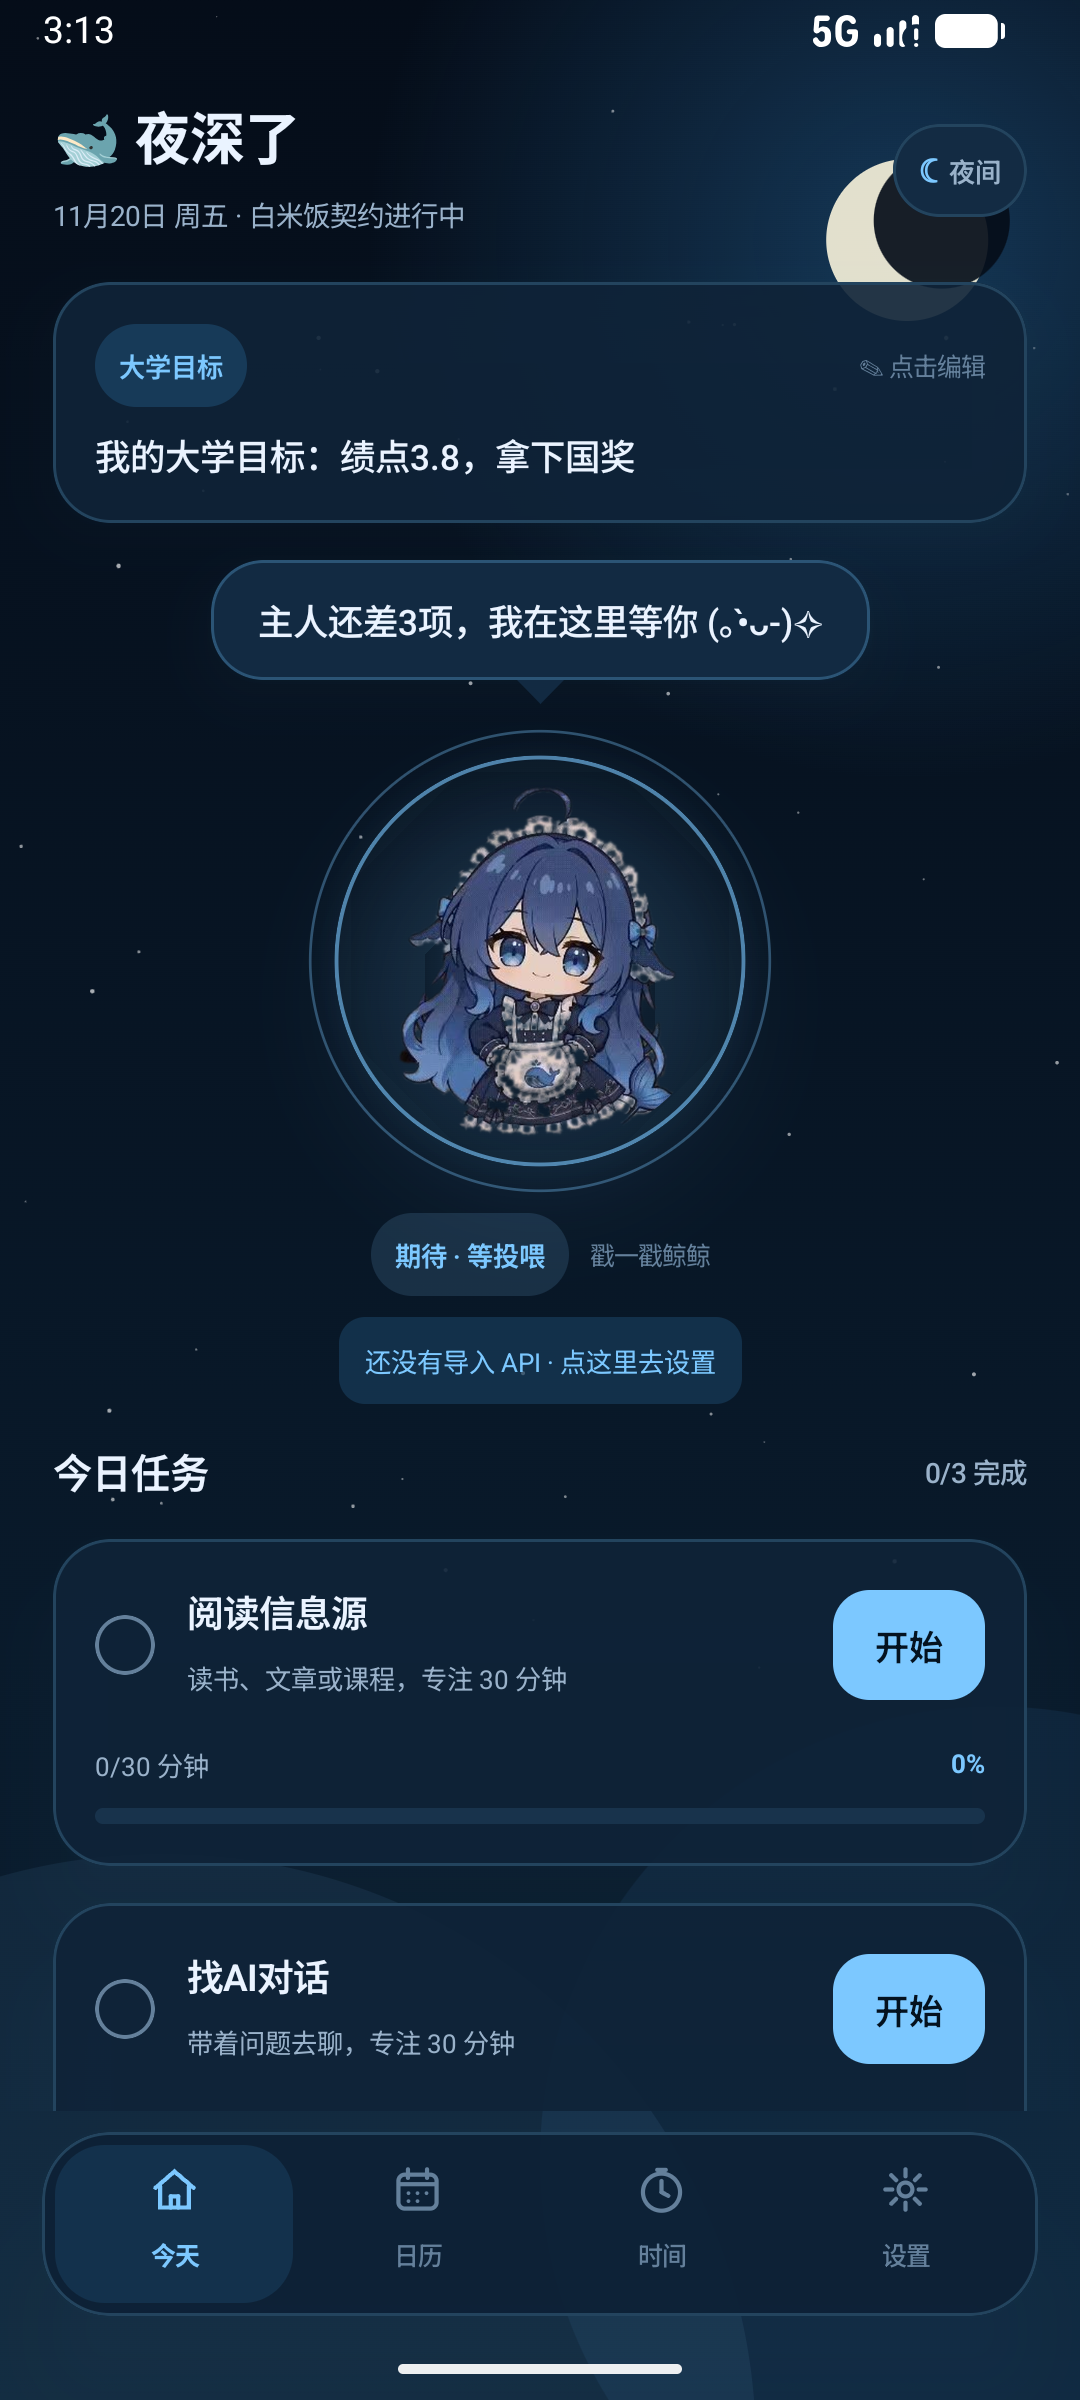 3:13
5G
夜深了
11月20日 周五 · 白米饭契约进行中
夜间
大学目标
点击编辑
我的大学目标：绩点3.8，拿下国奖
主人还差3项，我在这里等你 (｡•̀ᴗ-)✧
期待 · 等投喂
戳一戳鲸鲸
还没有导入 API · 点这里去设置
今日任务
0/3 完成
阅读信息源
读书、文章或课程，专注 30 分钟
开始
0/30 分钟
0%
找AI对话
带着问题去聊，专注 30 分钟
开始
今天
日历
时间
设置